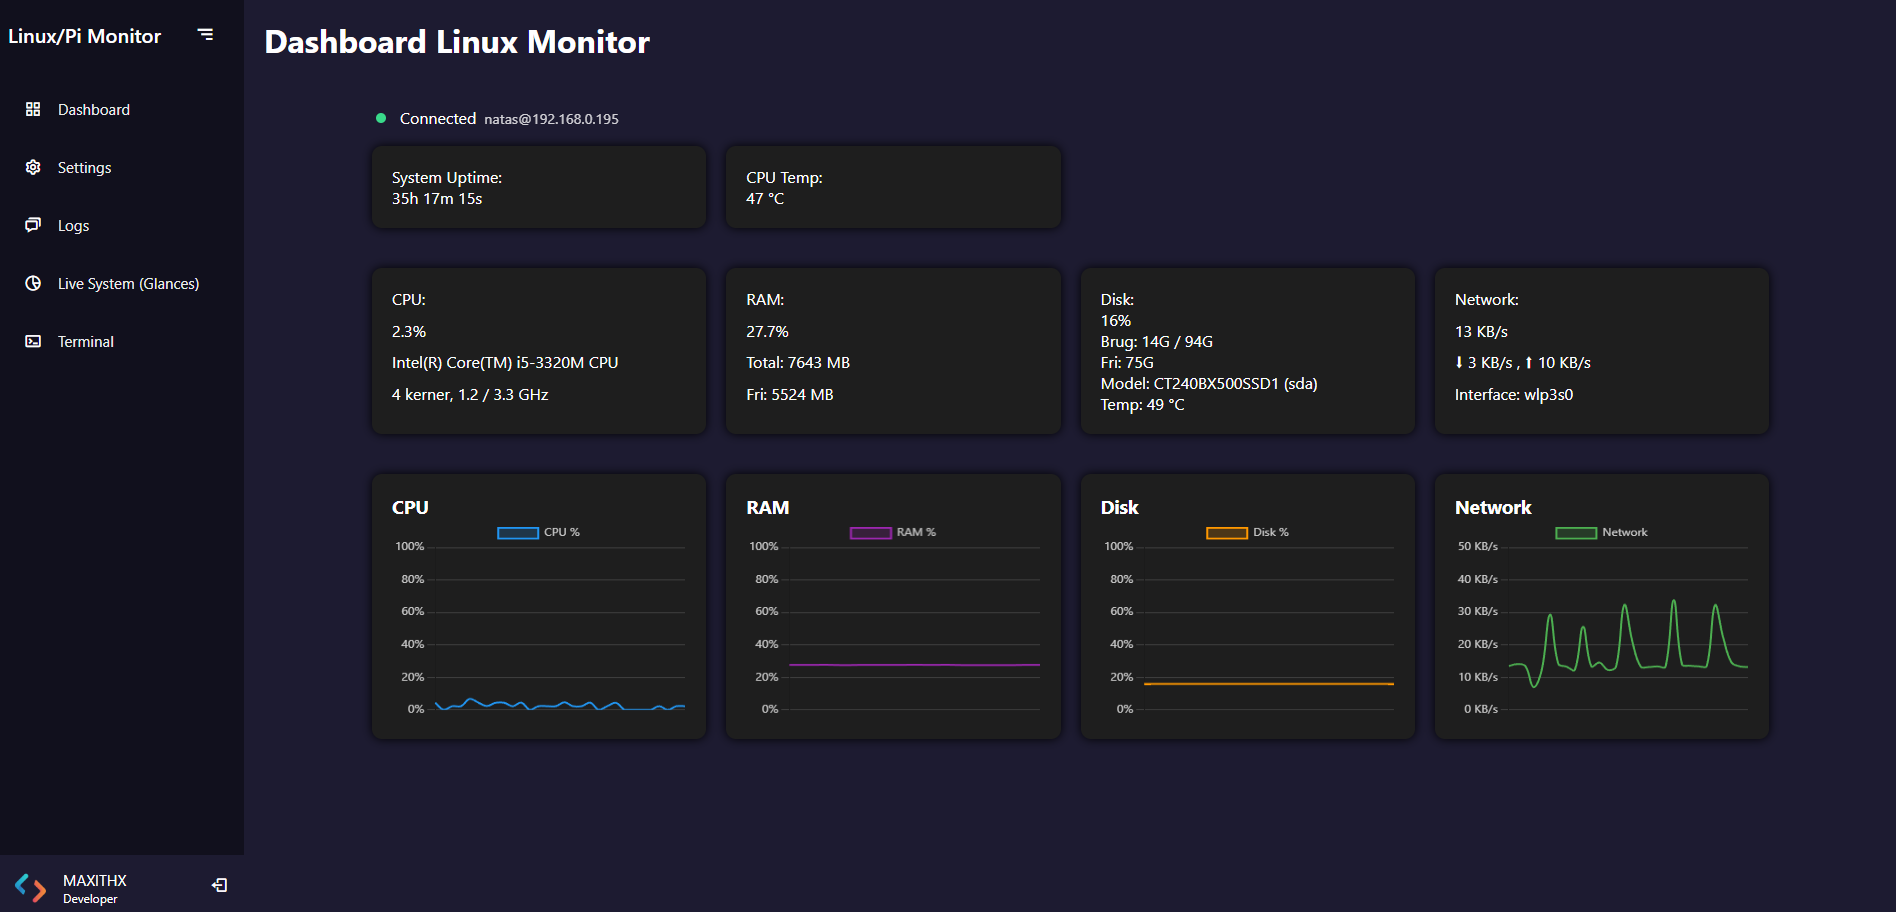 Linux/Pi Monitor
Dashboard
Settings
Logs
Live System (Glances)
Terminal
MAXITHX
Developer
Dashboard Linux Monitor
Connected natas@192.168.0.195
System Uptime:
35h 17m 15s
CPU Temp:
47 °C
CPU:
2.3%
Intel(R) Core(TM) i5-3320M CPU
4 kerner, 1.2 / 3.3 GHz
RAM:
27.7%
Total: 7643 MB
Fri: 5524 MB
Disk:
16%
Brug: 14G / 94G
Fri: 75G
Model: CT240BX500SSD1 (sda)
Temp: 49 °C
Network:
13 KB/s
⬇ 3 KB/s , ⬆ 10 KB/s
Interface: wlp3s0
CPU
CPU %
100%
80%
60%
40%
20%
0%
RAM
RAM %
100%
80%
60%
40%
20%
0%
Disk
Disk %
100%
80%
60%
40%
20%
0%
Network
Network
50 KB/s
40 KB/s
30 KB/s
20 KB/s
10 KB/s
0 KB/s